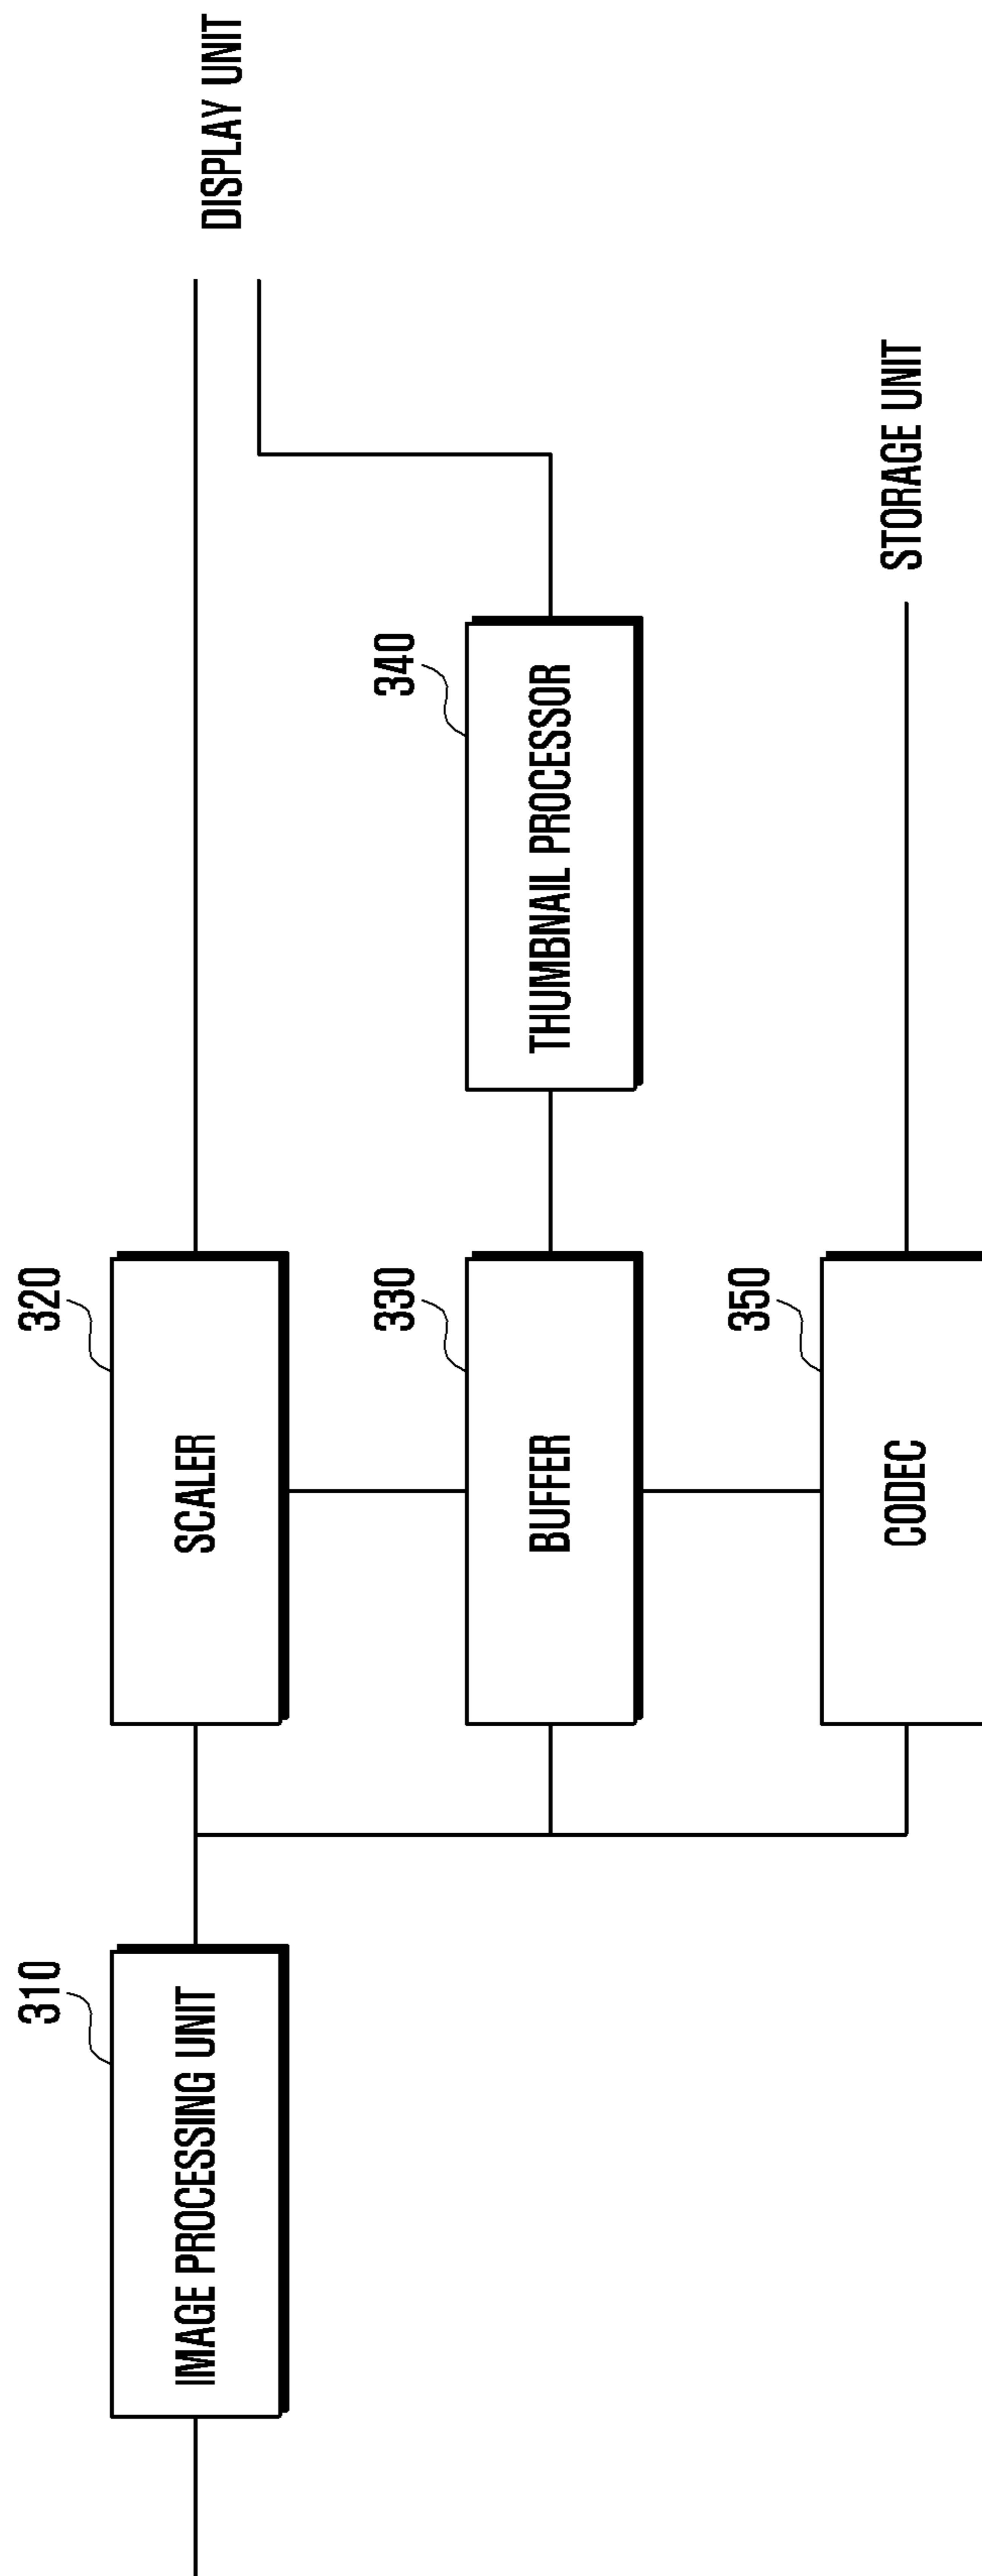 310
IMAGE PROCESSING UNIT
320
SCALER
DISPLAY UNIT
330
BUFFER
340
THUMBNAIL PROCESSOR
350
CODEC
STORAGE UNIT